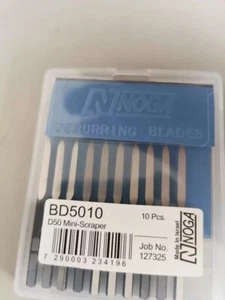 NOGA
DEBURRING BLADES
BD5010
10 Pcs.
D50 Mini-Scraper
Job No.
127325
7 290003 234196
Made in Israel
NOGA